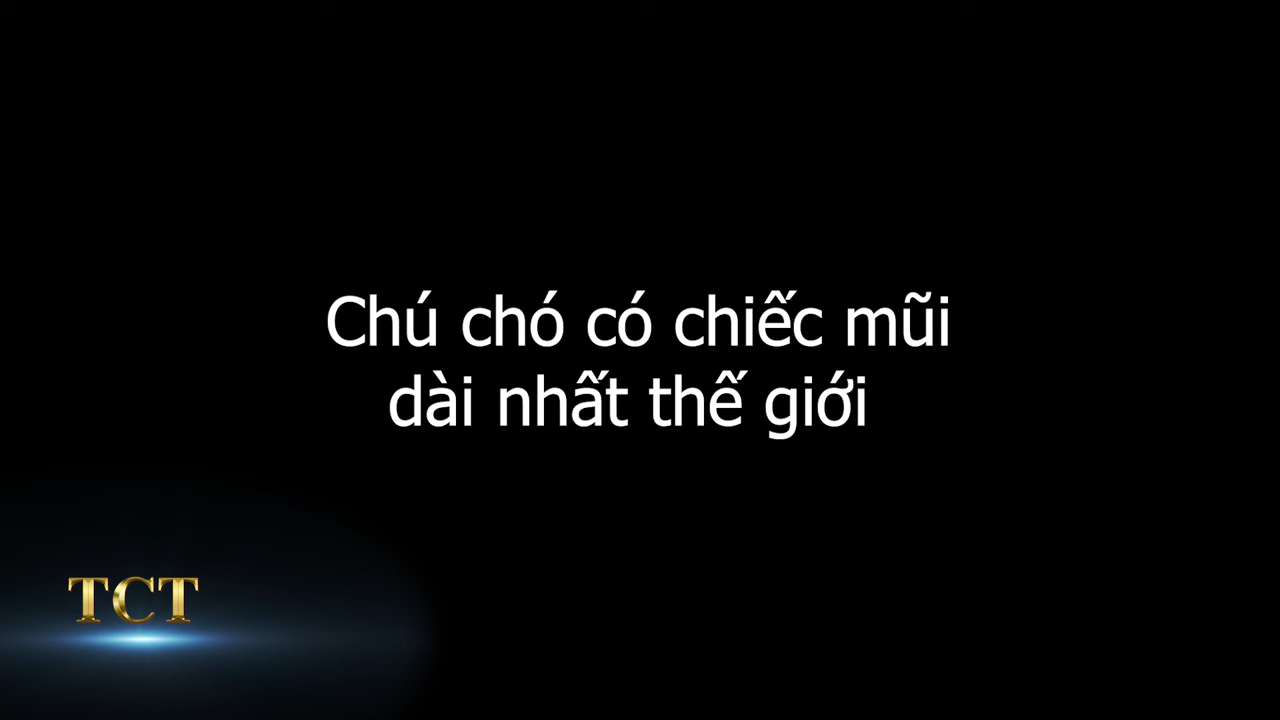 Chú chó có chiếc mũi
dài nhất thế giới
TCT